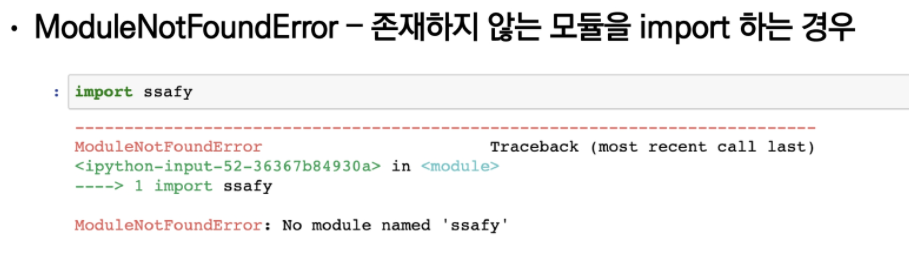 • ModuleNotFoundError – 존재하지 않는 모듈을 import 하는 경우
: import ssafy
---------------------------------------------------------------------------
ModuleNotFoundError                       Traceback (most recent call last)
<ipython-input-52-36367b84930a> in <module>
----> 1 import ssafy
ModuleNotFoundError: No module named 'ssafy'